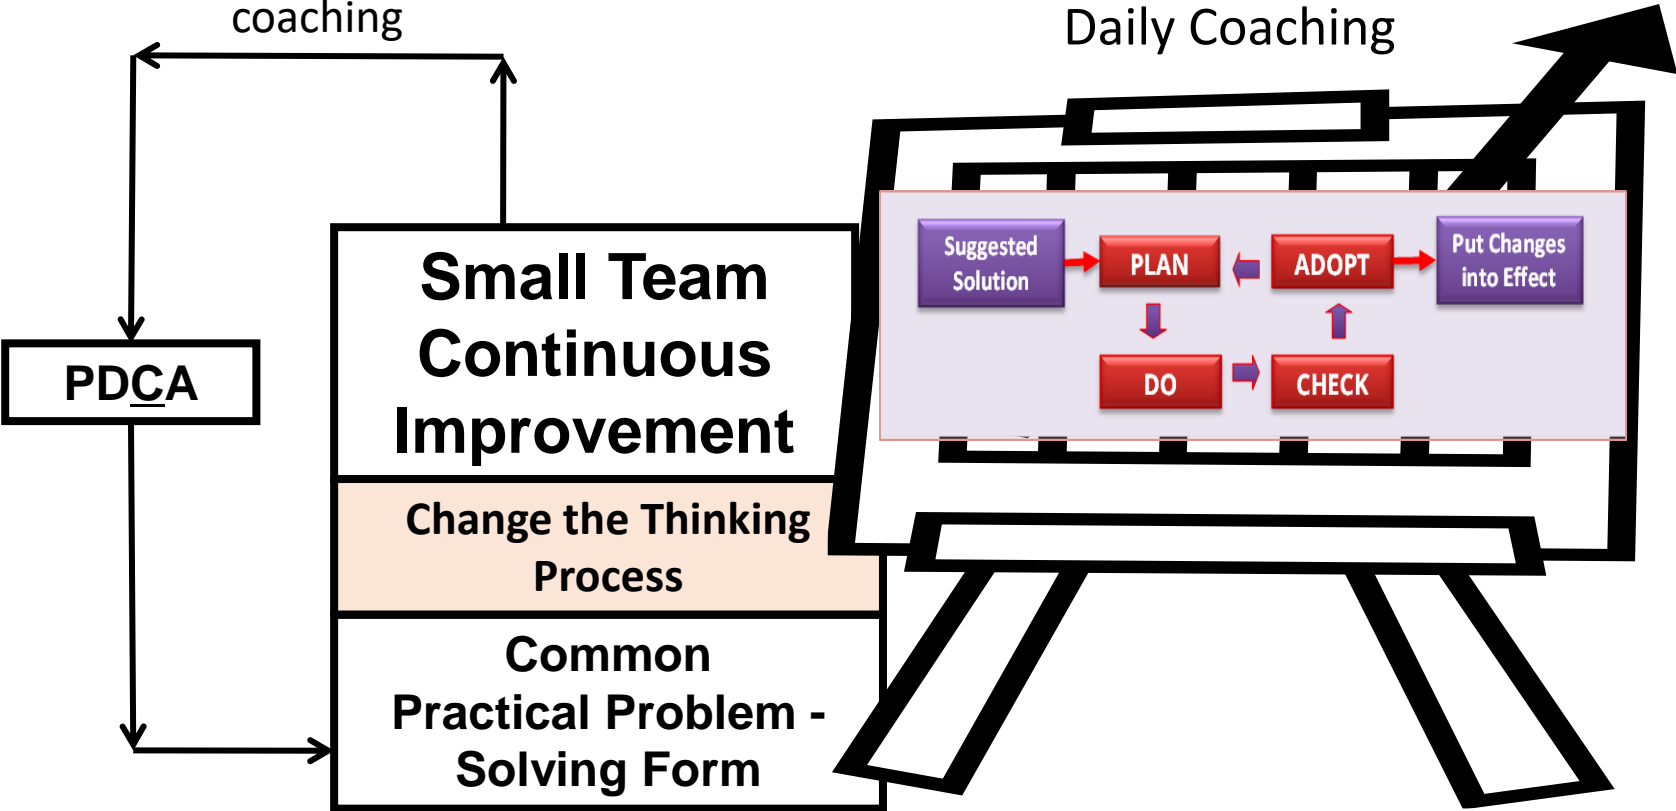 coaching
Daily Coaching
PDCA
Small Team
Continuous
Improvement
Change the Thinking
Process
Common
Practical Problem -
Solving Form
Suggested
Solution
PLAN
ADOPT
Put Changes
into Effect
DO
CHECK